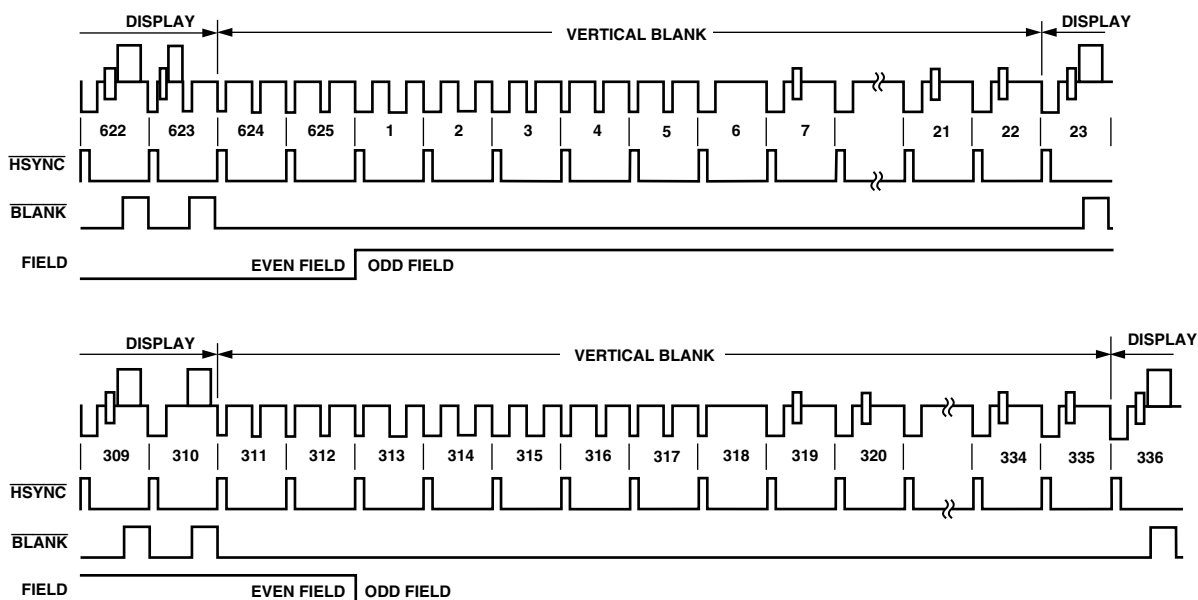 DISPLAY VERTICAL BLANK DISPLAY
622 623 624 625 1 2 3 4 5 6 7 21 22 23
HSYNC
BLANK
FIELD EVEN FIELD ODD FIELD
DISPLAY VERTICAL BLANK DISPLAY
309 310 311 312 313 314 315 316 317 318 319 320 334 335 336
HSYNC
BLANK
FIELD EVEN FIELD ODD FIELD